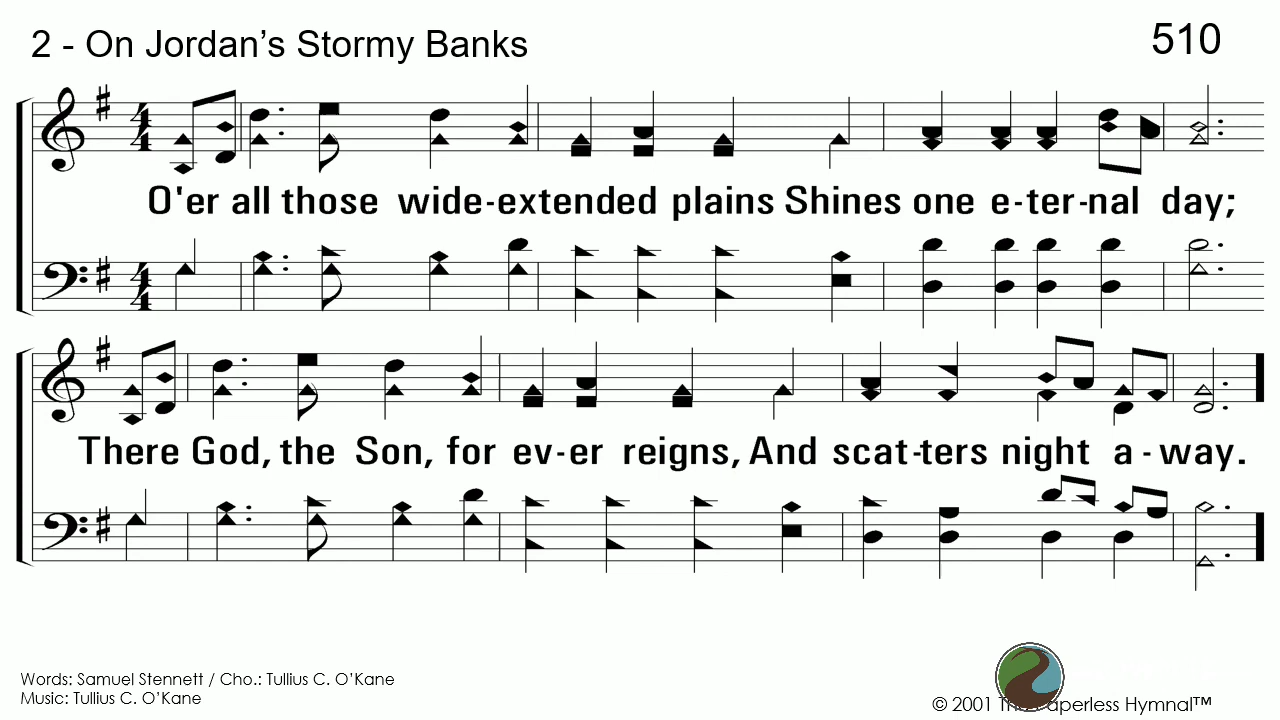 2 - On Jordan’s Stormy Banks
510
O'er all those wide-extended plains Shines one e-ter-nal day;
There God, the Son, for ev-er reigns, And scat-ters night a-way.
Words: Samuel Stennett / Cho.: Tullius C. O’Kane
Music: Tullius C. O’Kane
© 2001 The Paperless Hymnal™